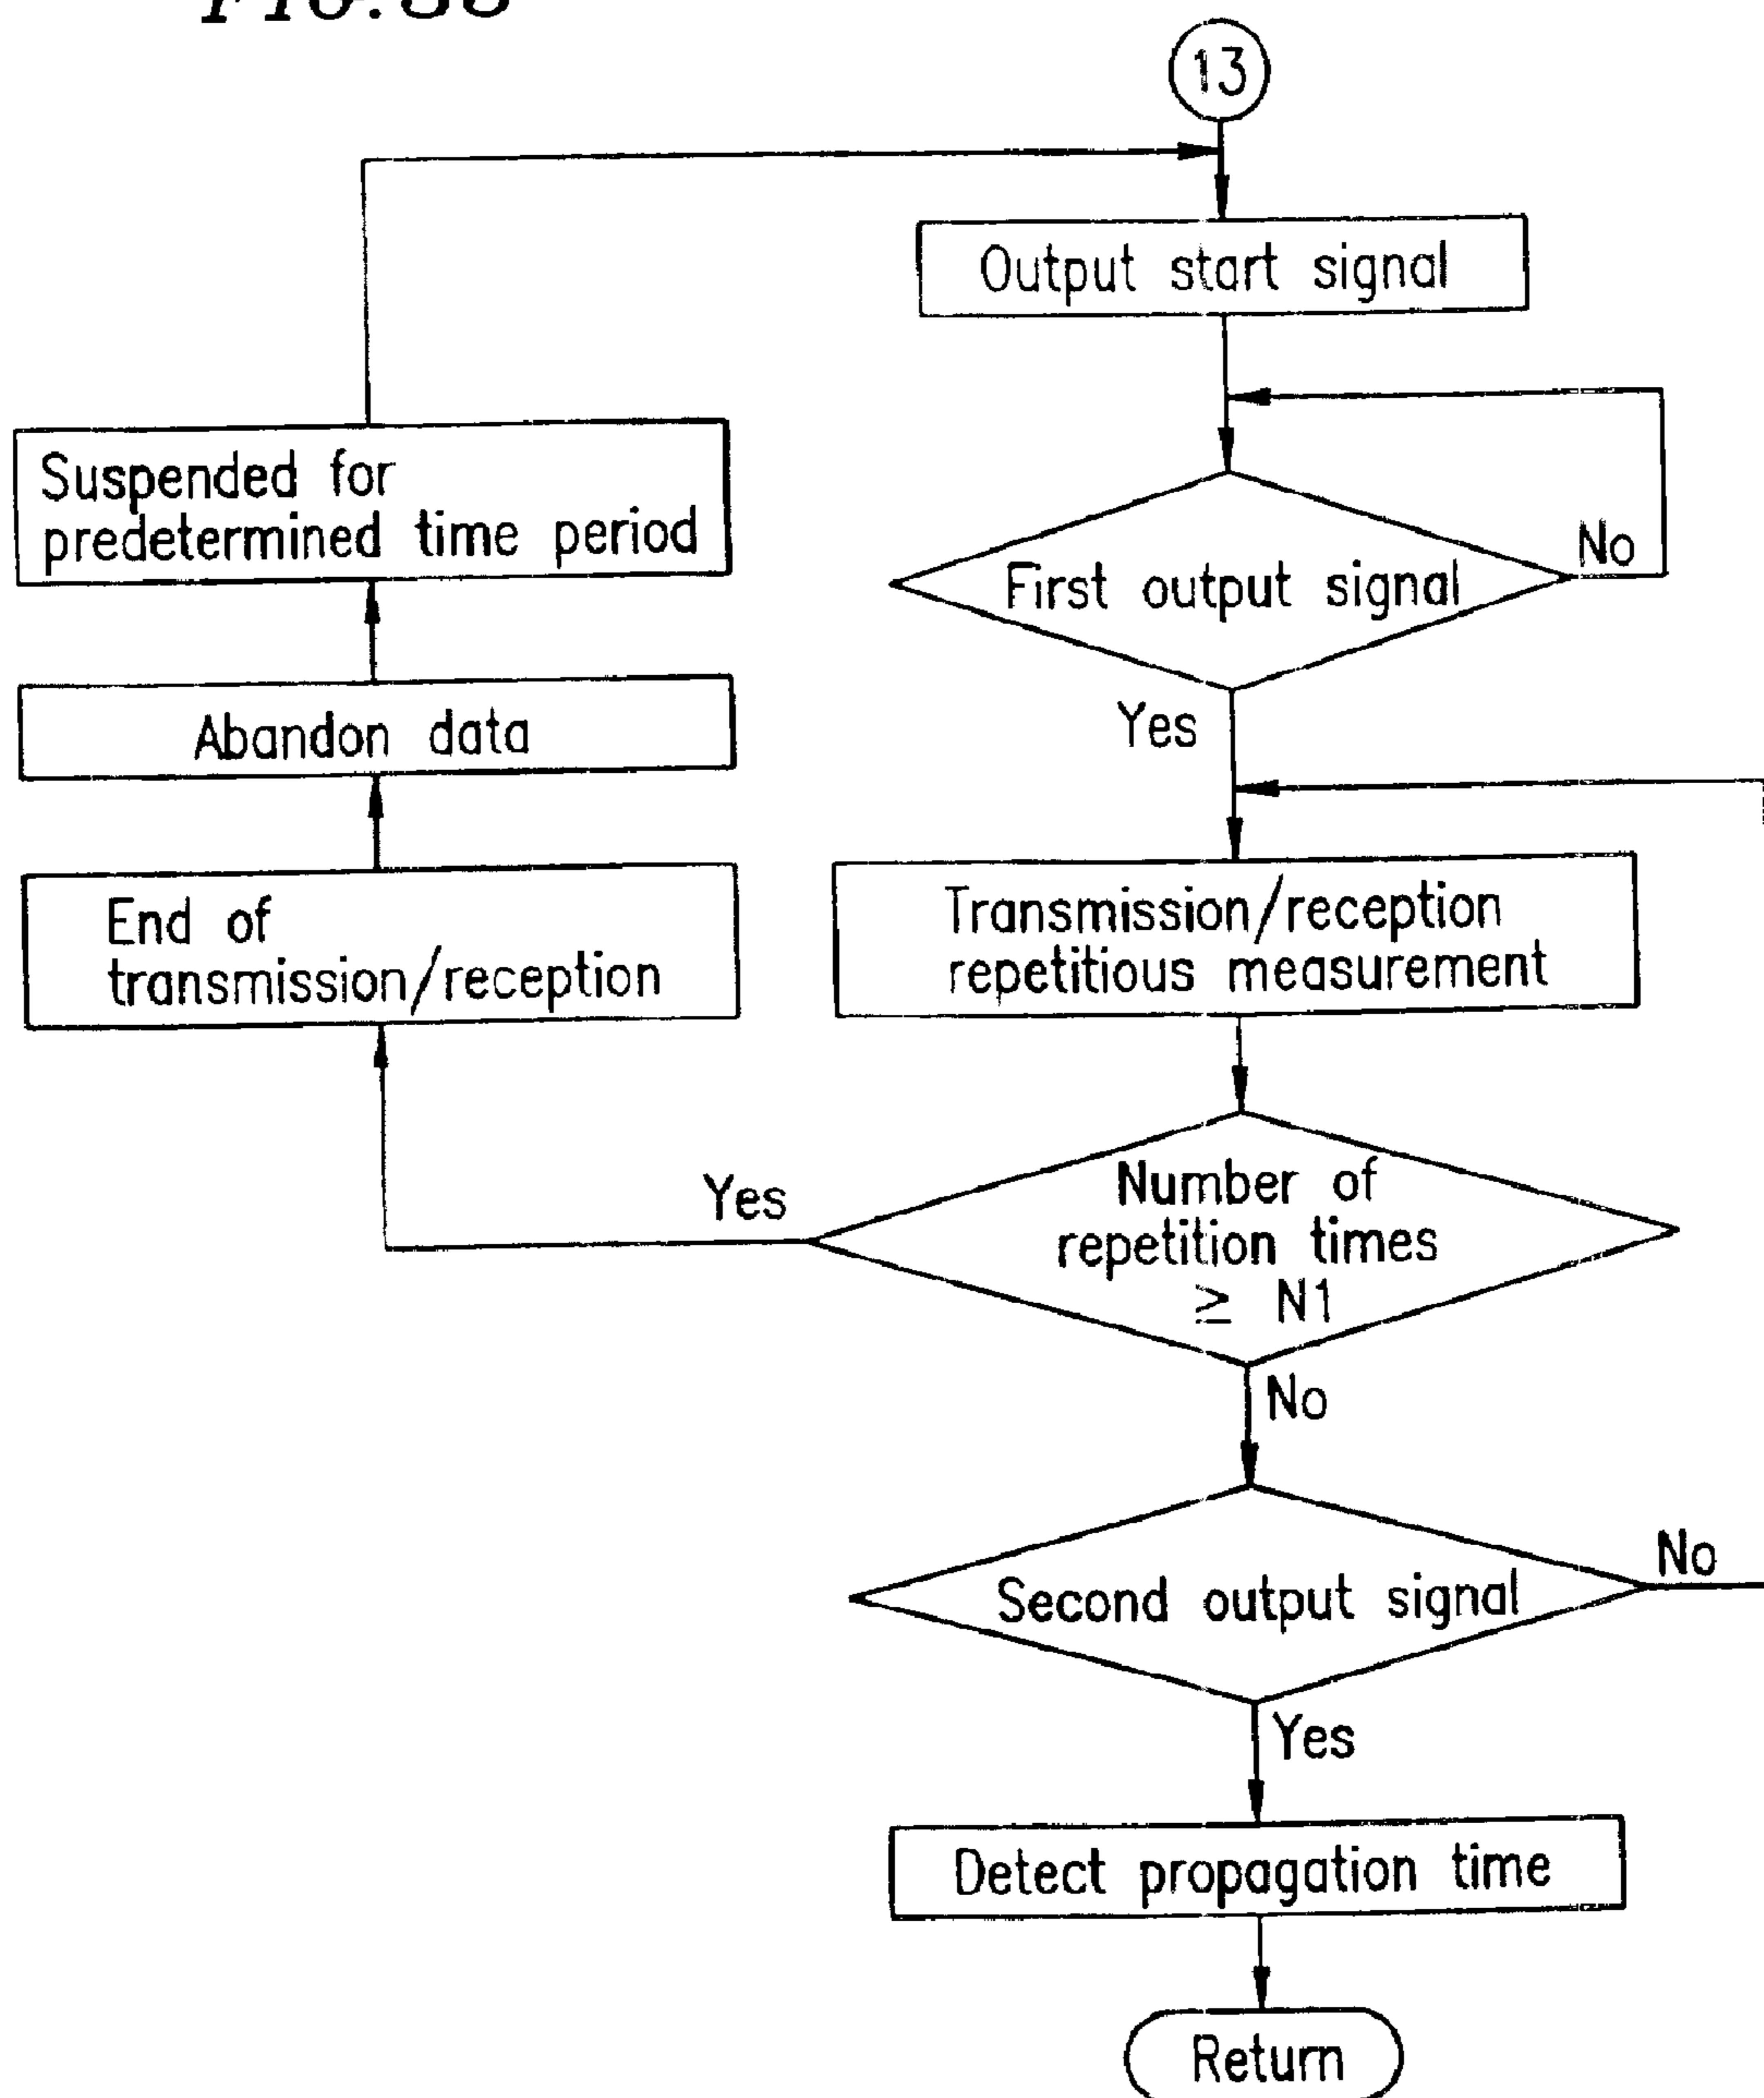 13
Output start signal
Suspended for
predetermined time period
First output signal
No
Yes
Abandon data
End of
transmission/reception
Transmission/reception
repetitious measurement
Yes
Number of
repetition times
≥ N1
No
Second output signal
No
Yes
Detect propagation time
Return